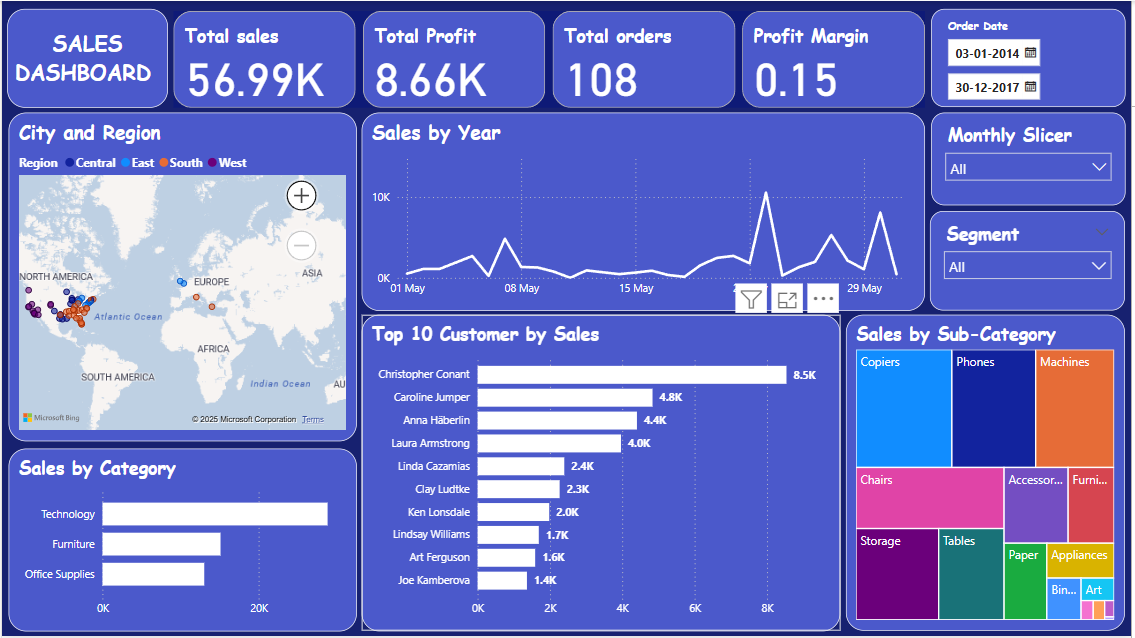 SALES
DASHBOARD
Total sales
56.99K
Total Profit
8.66K
Total orders
108
Profit Margin
0.15
Order Date
03-01-2014
30-12-2017
City and Region
Region Central East South West
NORTH AMERICA
EUROPE
ASIA
Atlantic Ocean
AFRICA
SOUTH AMERICA
Indian Ocean
AU
Microsoft Bing
© 2025 Microsoft Corporation Terms
Sales by Year
10K
0K
01 May
08 May
15 May
29 May
Monthly Slicer
All
Segment
All
Sales by Category
Technology
Furniture
Office Supplies
0K
20K
Top 10 Customer by Sales
Christopher Conant 8.5K
Caroline Jumper 4.8K
Anna Häberlin 4.4K
Laura Armstrong 4.0K
Linda Cazamias 2.4K
Clay Ludtke 2.3K
Ken Lonsdale 2.0K
Lindsay Williams 1.7K
Art Ferguson 1.6K
Joe Kamberova 1.4K
0K 2K 4K 6K 8K
Sales by Sub-Category
Copiers
Phones
Machines
Chairs
Accessor...
Furni...
Storage
Tables
Paper
Appliances
Bin...
Art